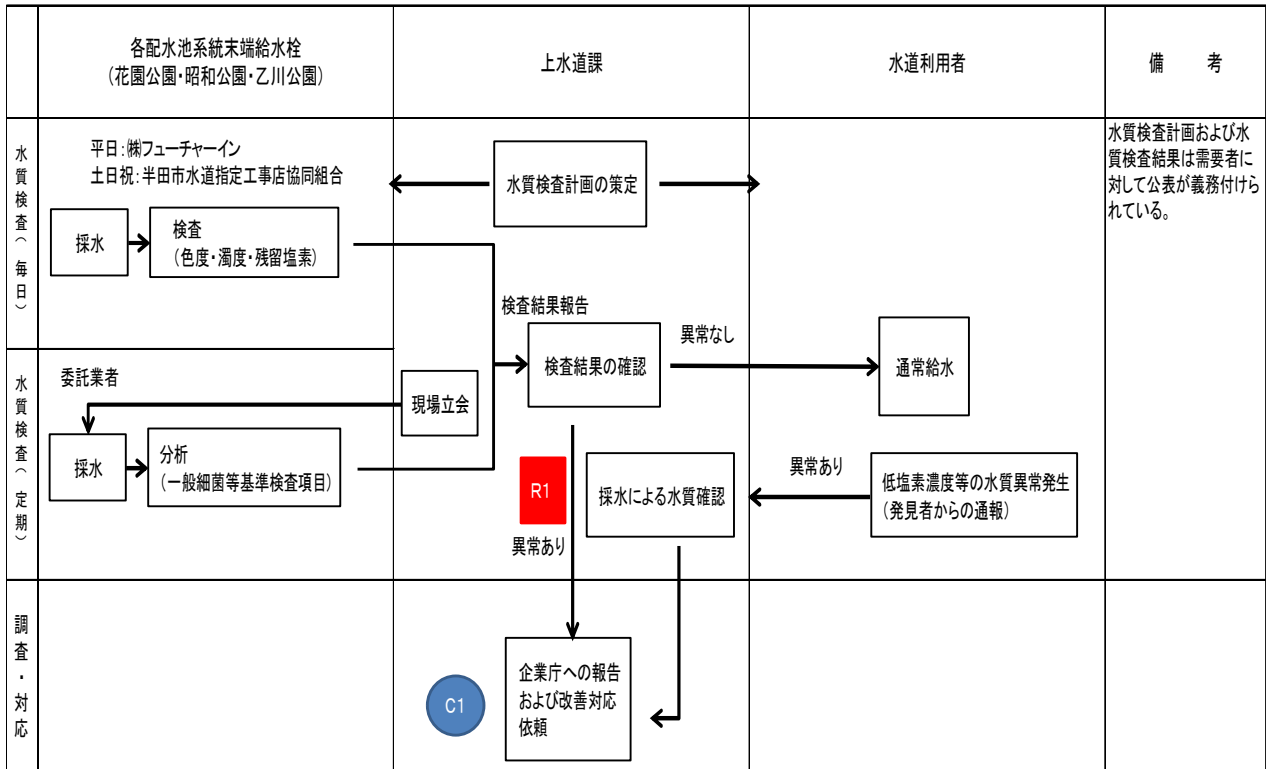 各配水池系統末端給水栓
(花園公園・昭和公園・乙川公園)
上水道課
水道利用者
備　考
水質検査（毎日）
平日:㈱フューチャーイン
土日祝:半田市水道指定工事店協同組合
採水
検査
(色度・濁度・残留塩素)
水質検査計画の策定
水質検査計画および水
質検査結果は需要者に
対して公表が義務付けら
れている。
検査結果報告
検査結果の確認
異常なし
通常給水
水質検査（定期）
委託業者
現場立会
採水
分析
(一般細菌等基準検査項目)
R1
異常あり
採水による水質確認
異常あり
低塩素濃度等の水質異常発生
(発見者からの通報)
調査・対応
C1
企業庁への報告
および改善対応
依頼